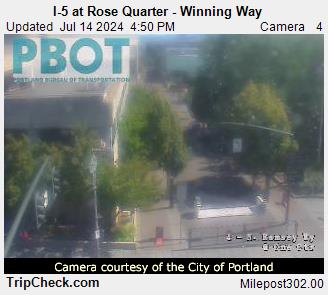 I-5 at Rose Quarter - Winning Way
Updated Jul 14 2024 4:50 PM Camera 4
PBOT
PORTLAND BUREAU OF TRANSPORTATION
Camera courtesy of the City of Portland
TripCheck.com Milepost302.00